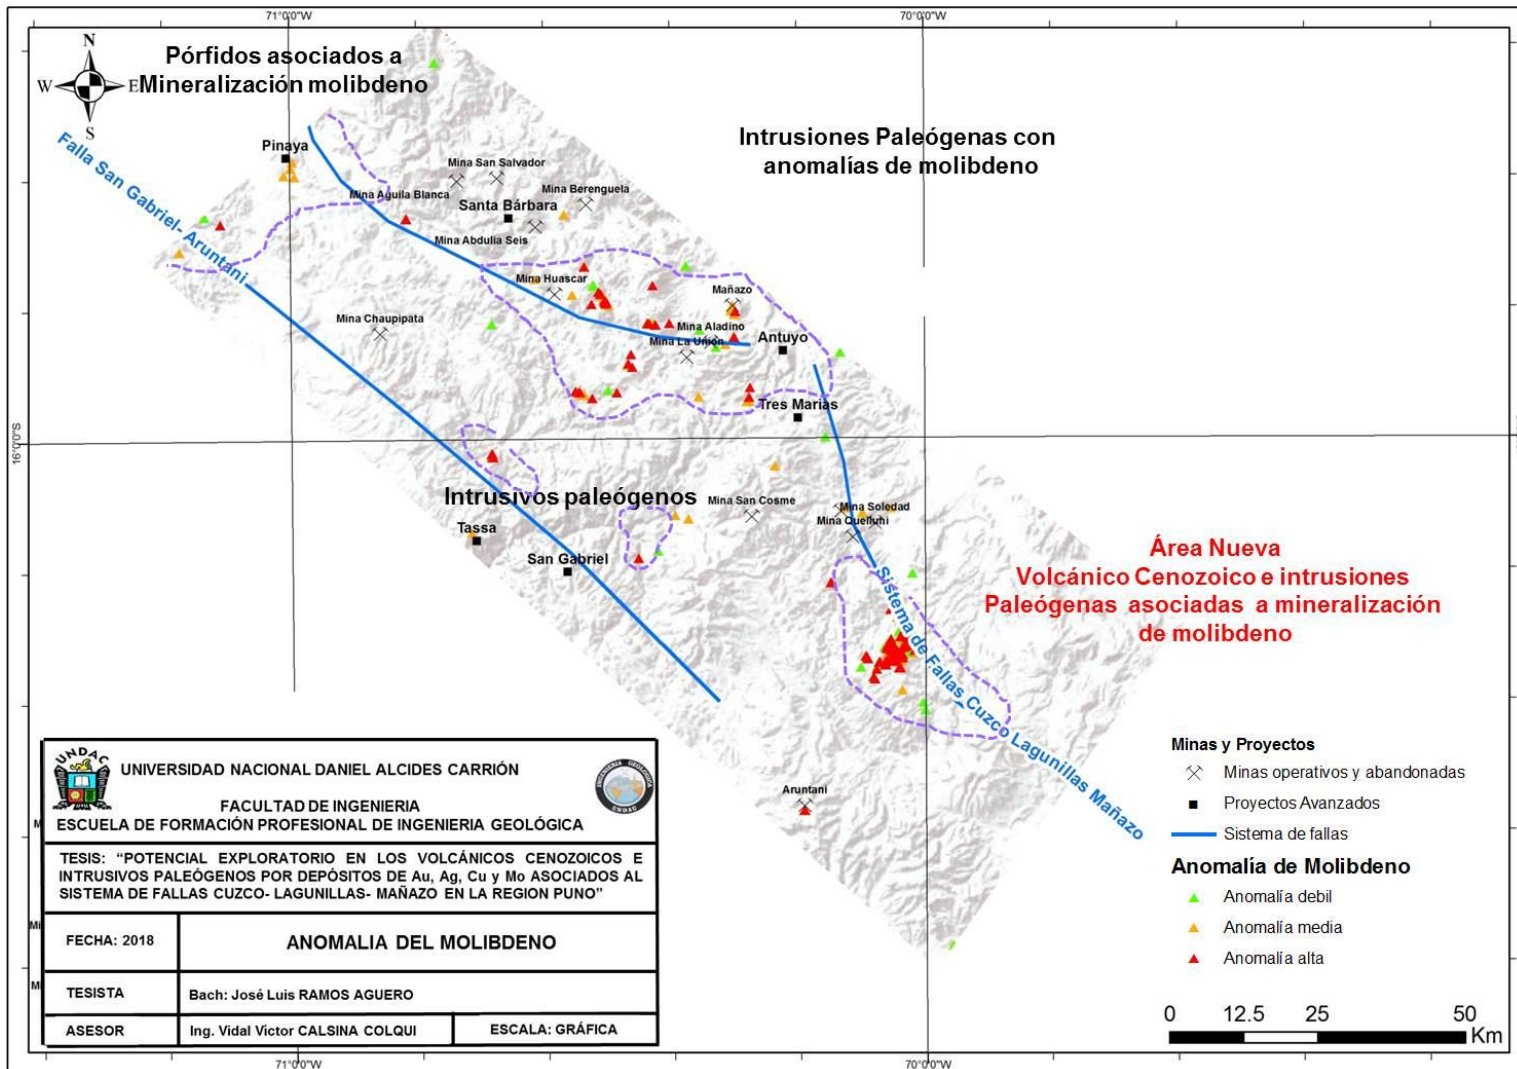 71°0'0"W
70°0'0"W
N
W
E
S
Pórfidos asociados a
Mineralización molibdeno
Intrusiones Paleógenas con
anomalías de molibdeno
Falla San Gabriel- Aruntani
Pinaya
Mina San Salvador
Mina Aguila Blanca
Mina Berenguela
Santa Bárbara
Mina Abdulia Seis
Mina Huascar
Mañazo
Mina Chaupipata
Mina Aladino
Mina La Union
Antuyo
Tres Marias
16°0'0"S
Intrusivos paleógenos
Mina San Cosme
Mina Soledad
Mina Quelluni
Tassa
San Gabriel
Área Nueva
Volcánico Cenozoico e intrusiones
Paleógenas asociadas a mineralización
de molibdeno
Sistema de Fallas Cuzco Lagunillas Mañazo
Aruntani
Minas y Proyectos
Minas operativos y abandonadas
Proyectos Avanzados
Sistema de fallas
Anomalía de Molibdeno
Anomalía debil
Anomalía media
Anomalía alta
0 12.5 25 50
Km
UNDAC
UNIVERSIDAD NACIONAL DANIEL ALCIDES CARRIÓN
FACULTAD DE INGENIERIA
ESCUELA DE FORMACIÓN PROFESIONAL DE INGENIERIA GEOLÓGICA
INGENIERIA GEOLOGICA
UNDAC
TESIS: “POTENCIAL EXPLORATORIO EN LOS VOLCÁNICOS CENOZOICOS E
INTRUSIVOS PALEÓGENOS POR DEPÓSITOS DE Au, Ag, Cu y Mo ASOCIADOS AL
SISTEMA DE FALLAS CUZCO- LAGUNILLAS- MAÑAZO EN LA REGION PUNO”
FECHA: 2018
ANOMALIA DEL MOLIBDENO
TESISTA
Bach: José Luis RAMOS AGUERO
ASESOR
Ing. Vidal Víctor CALSINA COLQUI
ESCALA: GRÁFICA
71°0'0"W
70°0'0"W